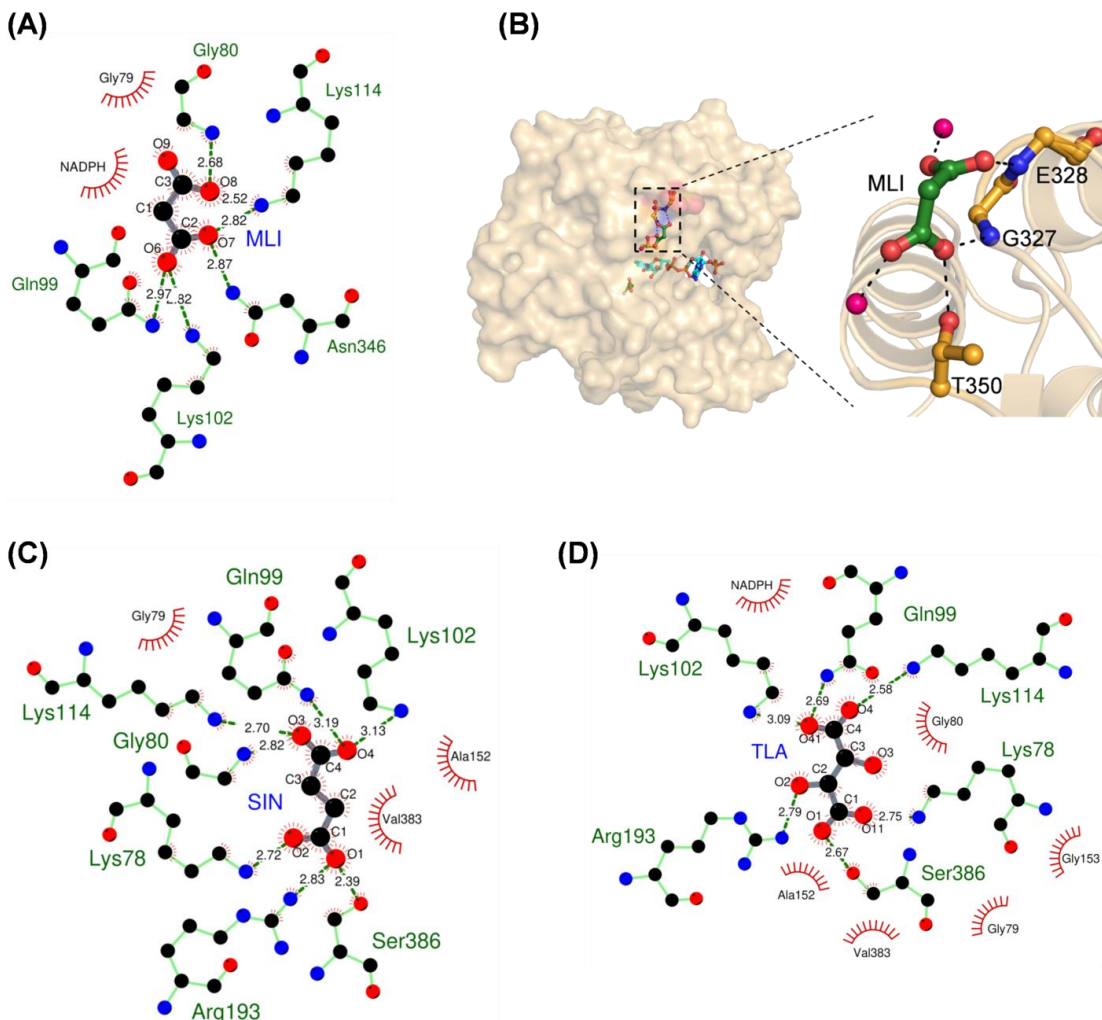 (A)
Gly80
Gly79
Lys114
NADPH
O9
2.68
O8
C3
2.52
2.82
C1
C2
O7
MLI
O6
2.87
Gln99
2.97
Asn346
Lys102
(B)
MLI
E328
G327
T350
(C)
Gln99
Gly79
Lys102
Lys114
2.70
O3
3.19
3.13
Gly80
2.82
C4
O4
Ala152
C3
SIN
C2
Val383
Lys78
C1
O2
2.72
O1
2.83
2.39
Ser386
Arg193
(D)
NADPH
Gln99
Lys102
2.69
2.58
Lys114
O4
3.09
O41
C4
Gly80
TLA
C3
O3
Lys78
O2
C2
C1
2.79
O1
O11
2.75
Arg193
2.67
Gly153
Ser386
Ala152
Gly79
Val383